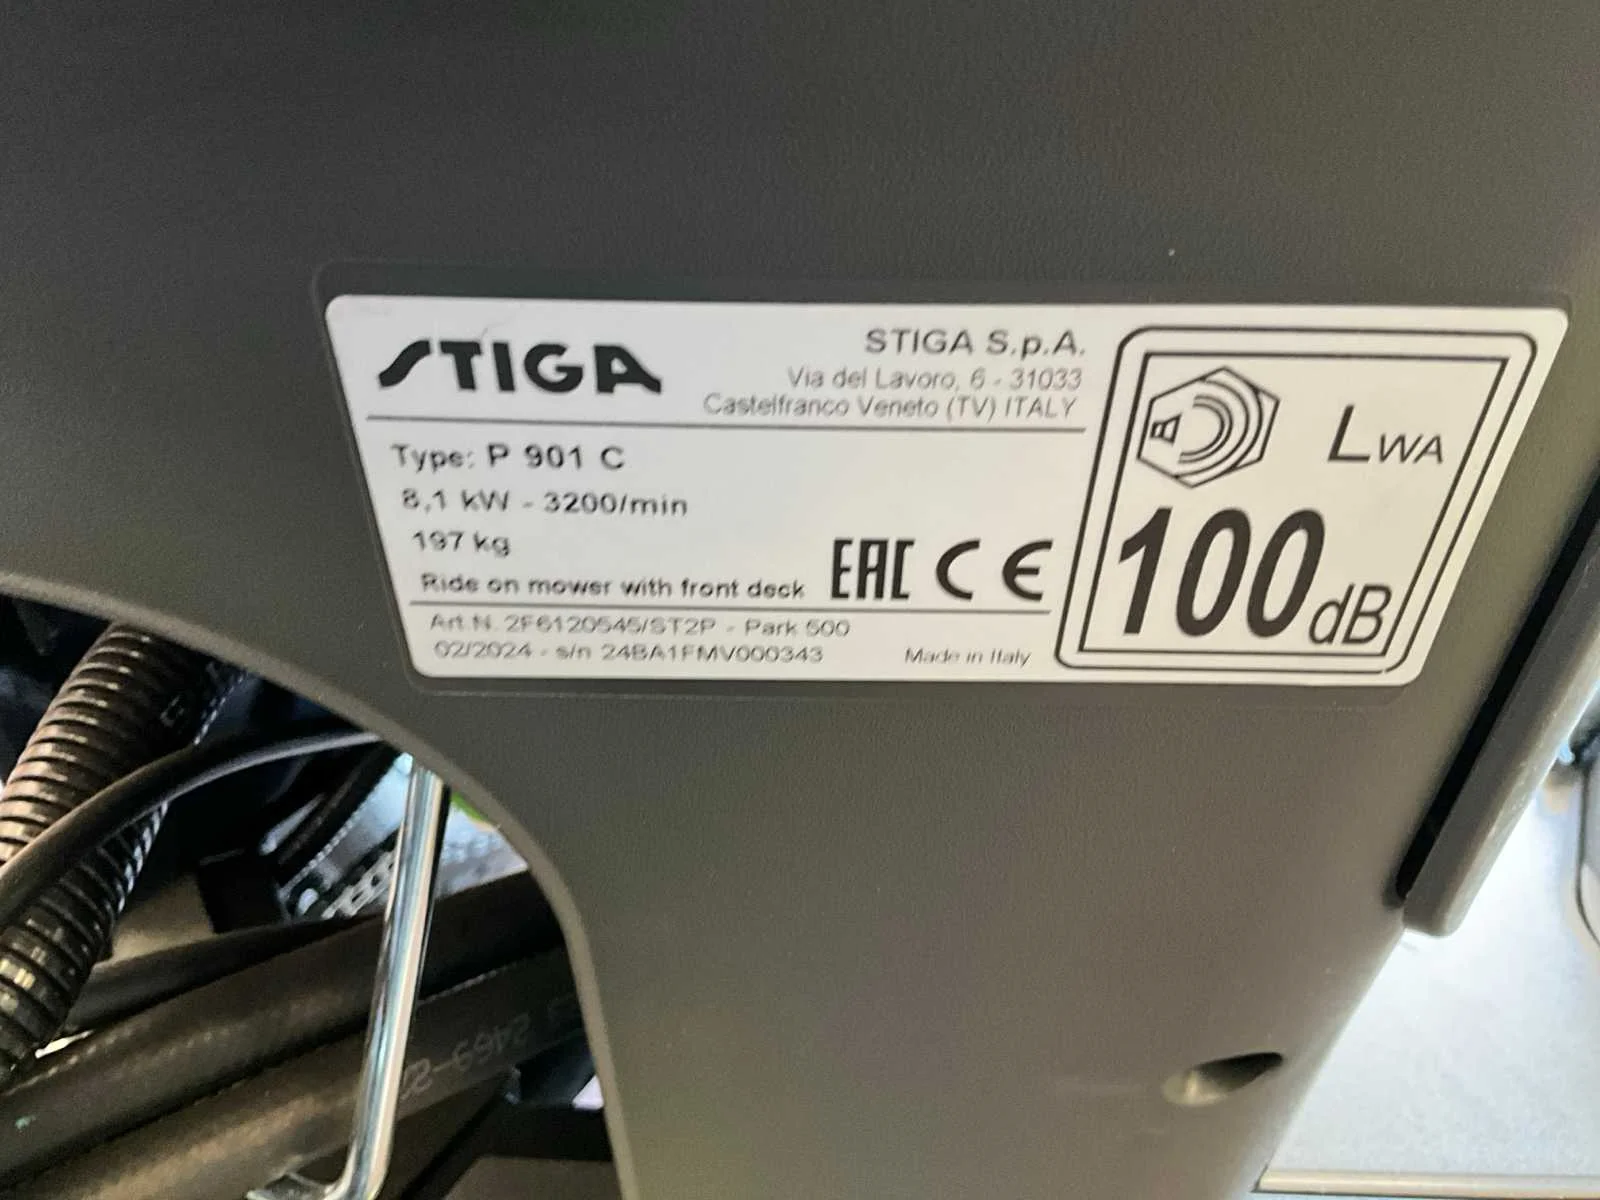 STIGA
STIGA S.p.A.
Via del Lavoro, 6 - 31033
Castelfranco Veneto (TV) ITALY
Type: P 901 C
8,1 kW - 3200/min
197 kg
Ride on mower with front deck
EAC CE
Art.N. 2F6120545/ST2P - Park 500
02/2024 - s/n 24BA1FMV000343
Made in Italy
LWA
100dB
2469-2